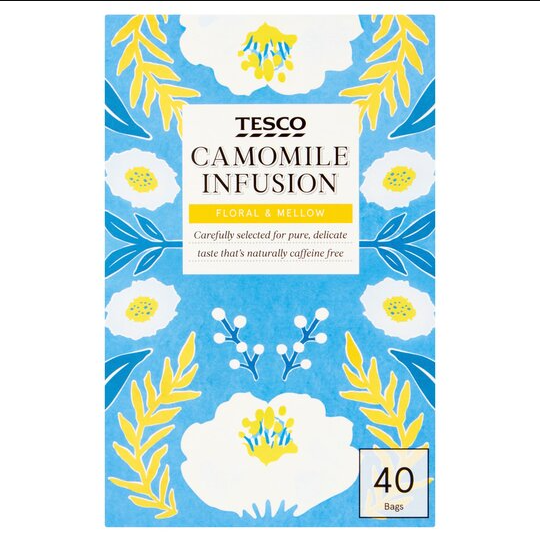 TESCO
CAMOMILE
INFUSION
FLORAL & MELLOW
Carefully selected for pure, delicate
taste that's naturally caffeine free
40
Bags